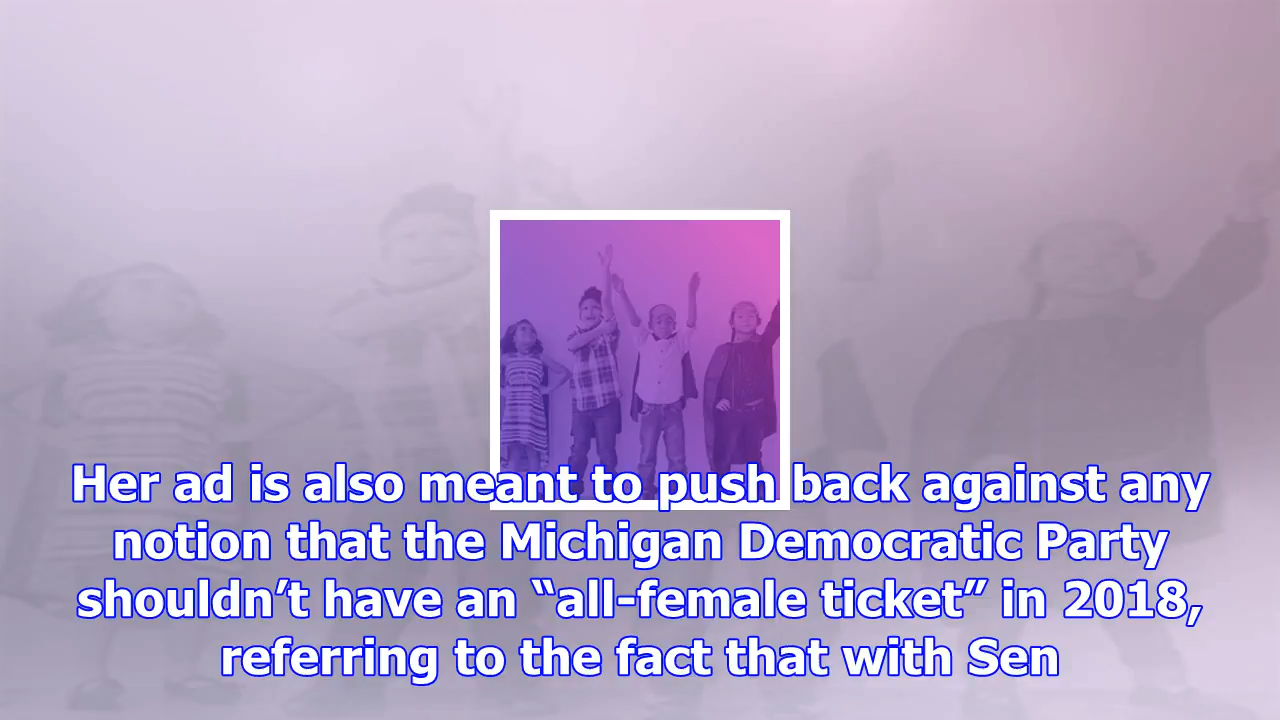 Her ad is also meant to push back against any
notion that the Michigan Democratic Party
shouldn’t have an “all-female ticket” in 2018,
referring to the fact that with Sen